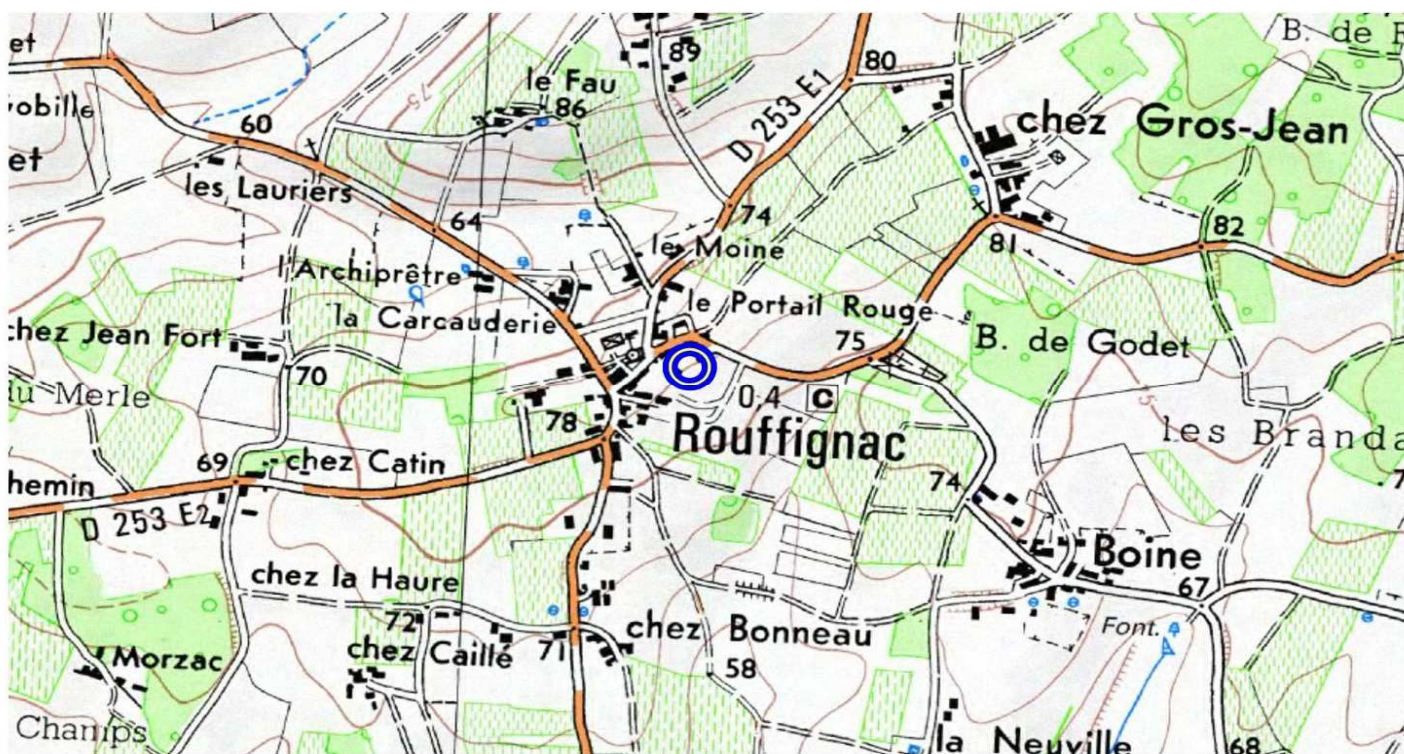 et
89
80
B. de
le Fau
86
D 253 E1
75
chez Gros-Jean
60
et
les Lauriers
64
74
82
le Moine
81
l'Archiprêtre
le Portail Rouge
la Carcauderie
chez Jean Fort
75
B. de Godet
70
du Merle
0.4 C
5
78
Rouffignac
les Branda
69
chez Catin
hemin
74
D 253 E2
Boine
chez la Haure
67
72
chez Bonneau
Font.
chez Caillé
71
Morzac
58
Champs
la Neuville
68